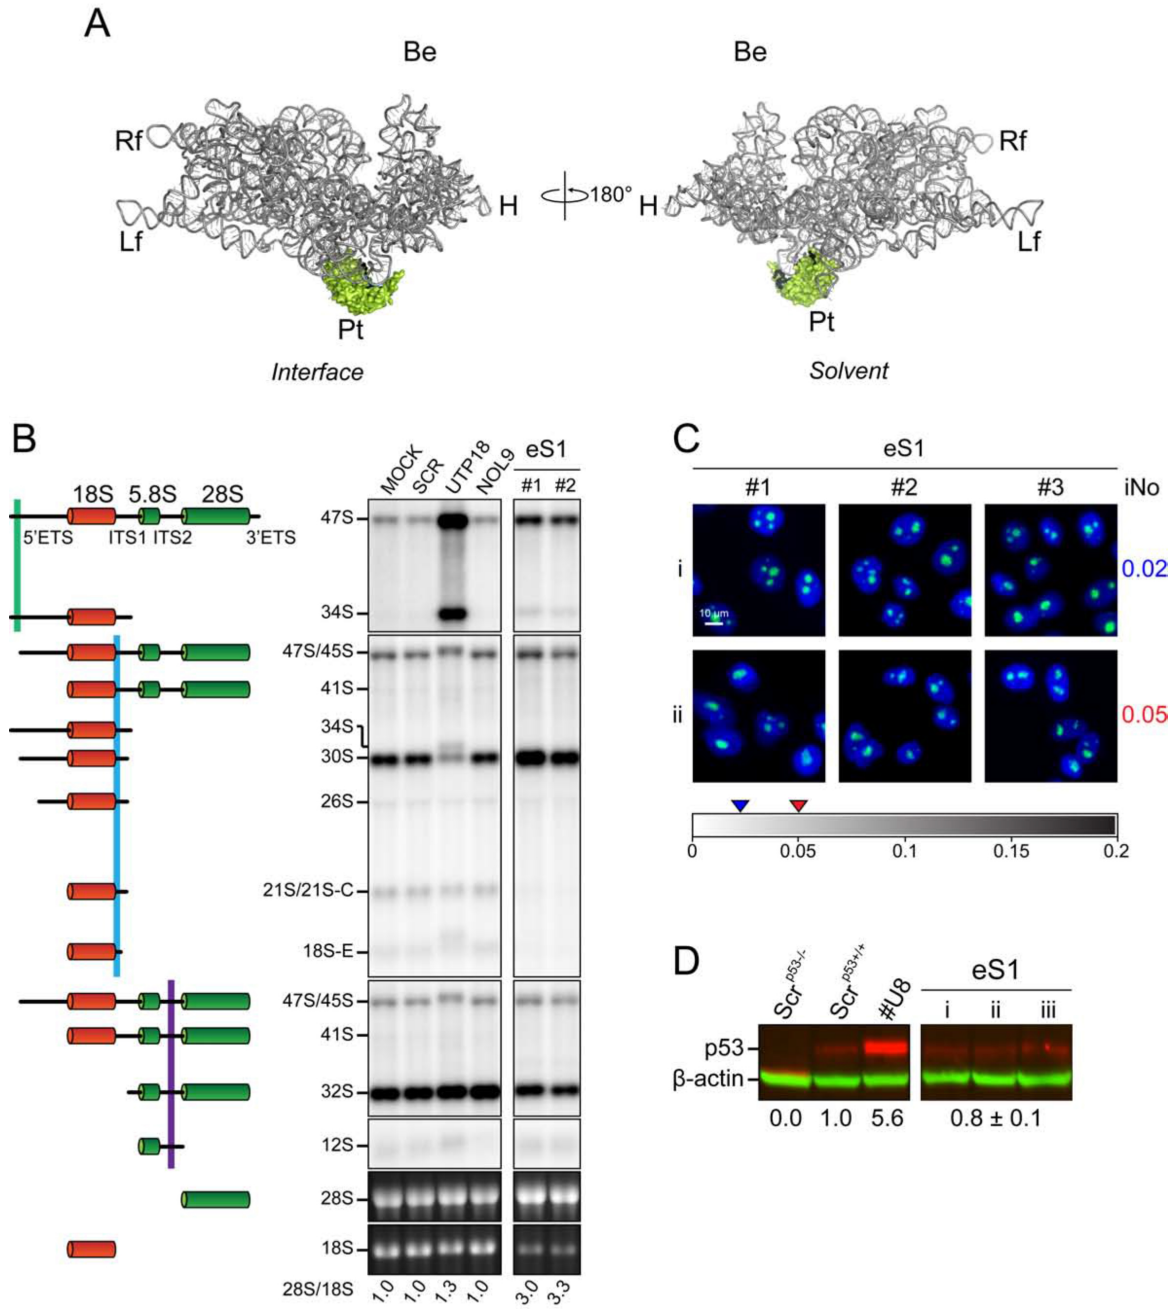 A
Be
Be
Rf
Rf
H
180°
H
Lf
Lf
Pt
Pt
Interface
Solvent
B
MOCK
SCR
UTP18
NOL9
eS1
#1
#2
18S
5.8S
28S
5'ETS
ITS1
ITS2
3'ETS
47S
34S
47S/45S
41S
34S
30S
26S
21S/21S-C
18S-E
47S/45S
41S
32S
12S
28S
18S
28S/18S
1.0
1.0
1.3
1.0
3.0
3.3
C
eS1
#1
#2
#3
iNo
i
10 μm
0.02
ii
0.05
0
0.05
0.1
0.15
0.2
D
Scr p53-/-
Scr p53+/+
#U8
eS1
i
ii
iii
p53
β-actin
0.0
1.0
5.6
0.8 ± 0.1